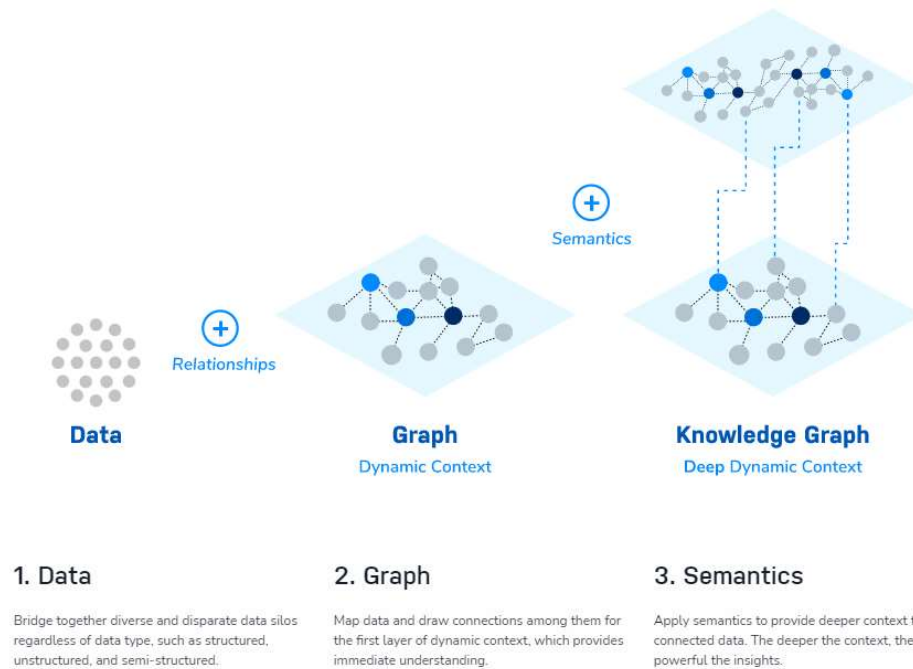 Semantics
Relationships
Data
Graph
Knowledge Graph
Dynamic Context
Deep Dynamic Context
1. Data
Bridge together diverse and disparate data silos
regardless of data type, such as structured,
unstructured, and semi-structured.
2. Graph
Map data and draw connections among them for
the first layer of dynamic context, which provides
immediate understanding.
3. Semantics
Apply semantics to provide deeper context
connected data. The deeper the context, the
powerful the insights.